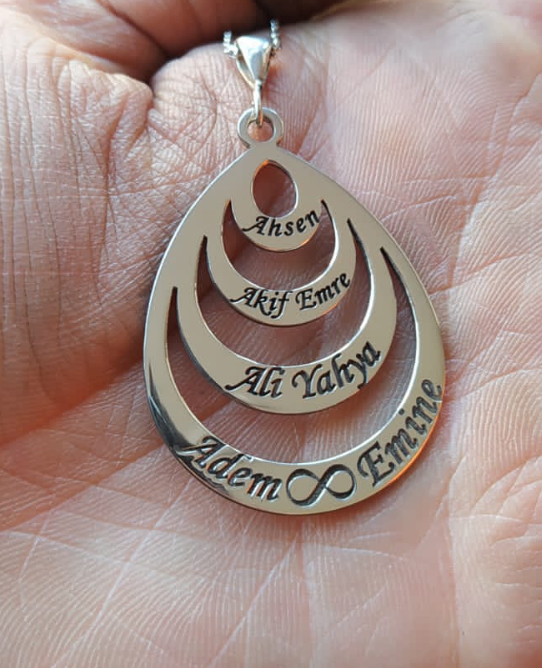 Ahsen
Akif Emre
Ali Yahya
Adem ∞ Emine